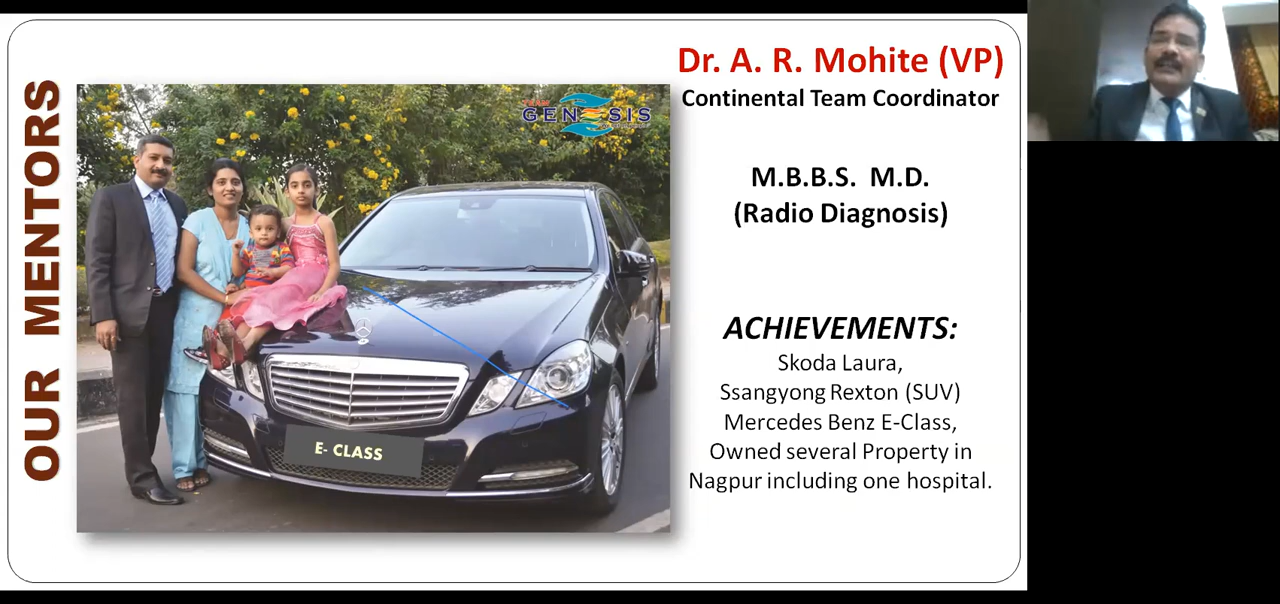 OUR MENTORS
TEAM
GENESIS
E- CLASS
Dr. A. R. Mohite (VP)
Continental Team Coordinator
M.B.B.S. M.D.
(Radio Diagnosis)
ACHIEVEMENTS:
Skoda Laura,
Ssangyong Rexton (SUV)
Mercedes Benz E-Class,
Owned several Property in
Nagpur including one hospital.